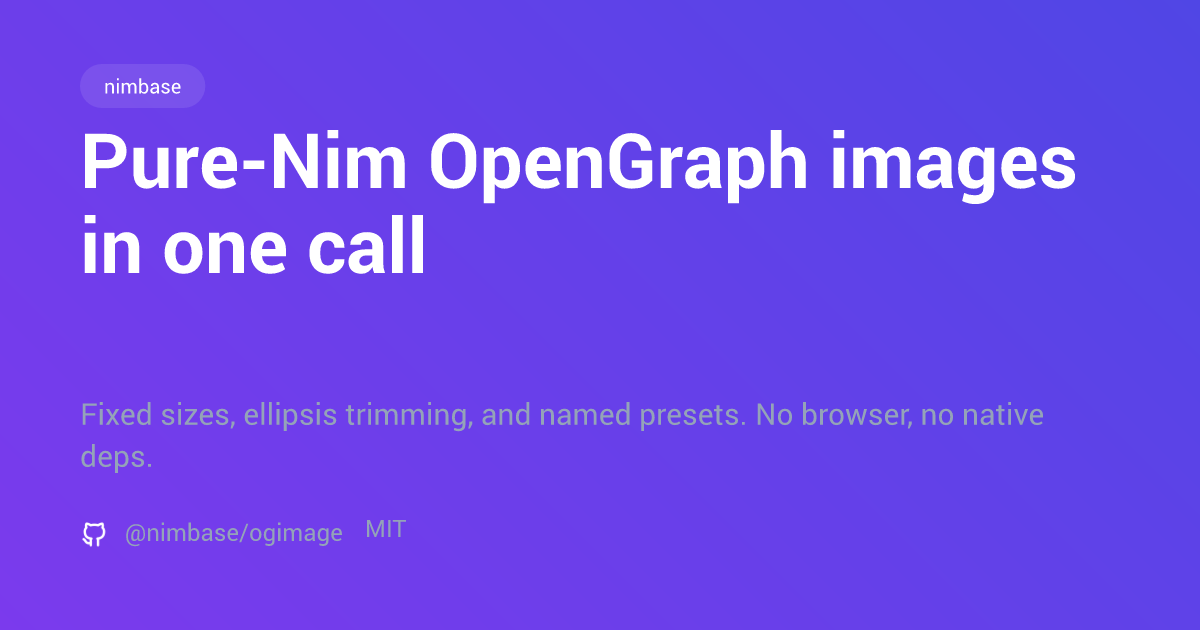 nimbase
Pure-Nim OpenGraph images
in one call
Fixed sizes, ellipsis trimming, and named presets. No browser, no native
deps.
@nimbase/ogimage MIT